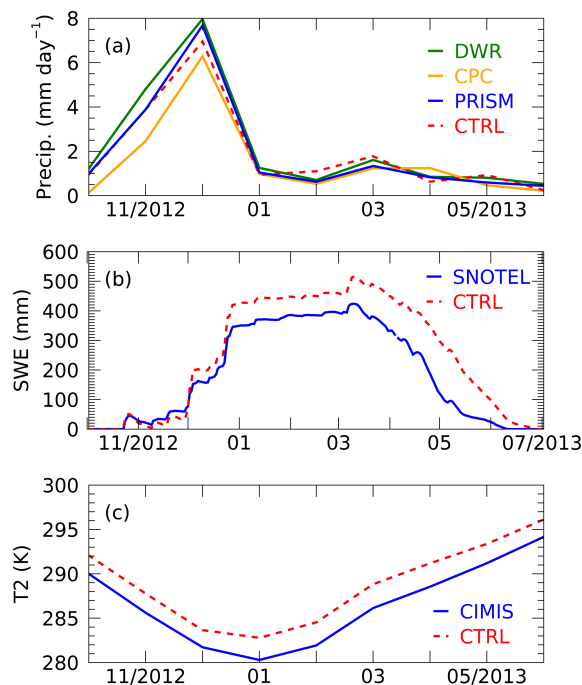 8
(a)
DWR
6
CPC
PRISM
4
CTRL
2
0
Precip. (mm day⁻¹)
11/2012 01 03 05/2013
600
(b)
SNOTEL
500
CTRL
400
300
200
100
0
SWE (mm)
11/2012 01 03 05 07/2013
300
(c)
295
290
CIMIS
285
CTRL
280
T2 (K)
11/2012 01 03 05/2013